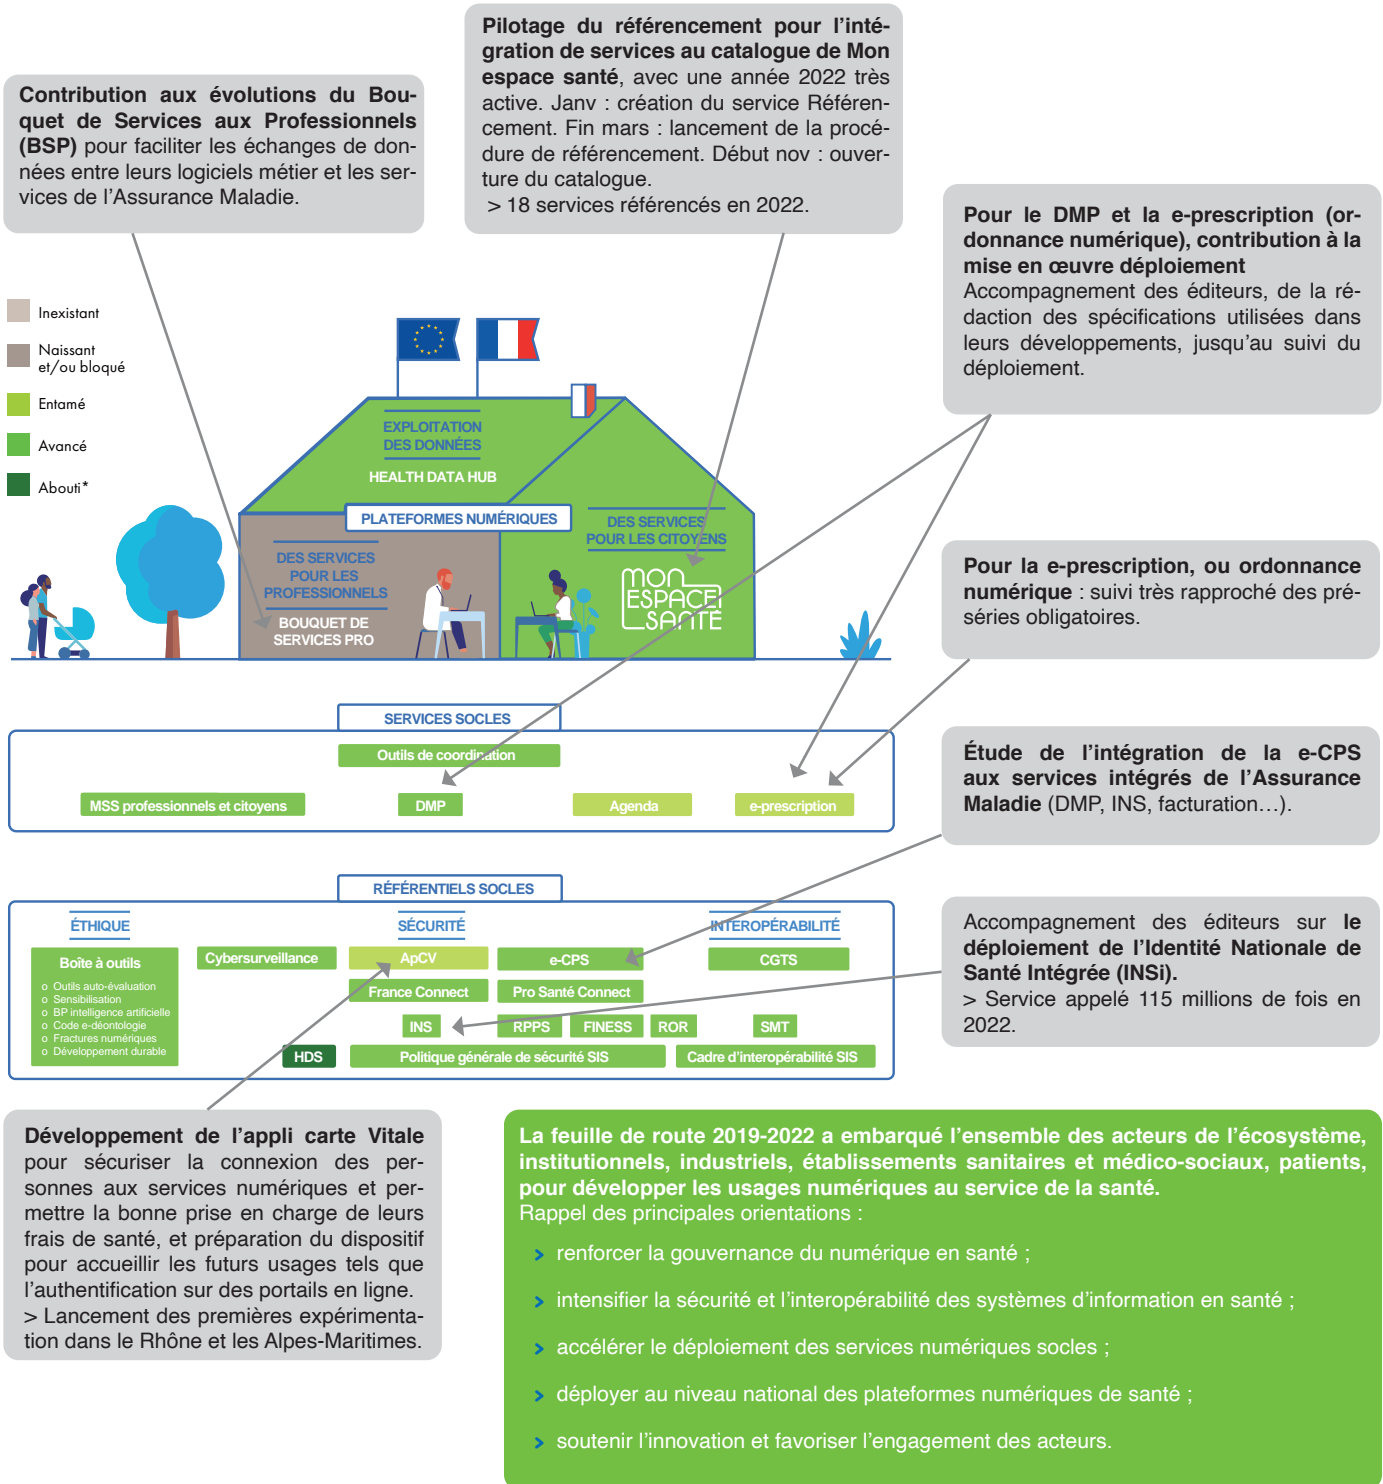 Pilotage du référencement pour l'inté-
gration de services au catalogue de Mon
espace santé, avec une année 2022 très
active. Janv : création du service Référen-
cement. Fin mars : lancement de la procé-
dure de référencement. Début nov : ouver-
ture du catalogue.
> 18 services référencés en 2022.
Contribution aux évolutions du Bou-
quet de Services aux Professionnels
(BSP) pour faciliter les échanges de don-
nées entre leurs logiciels métier et les ser-
vices de l'Assurance Maladie.
Pour le DMP et la e-prescription (or-
donnance numérique), contribution à la
mise en œuvre déploiement
Accompagnement des éditeurs, de la ré-
daction des spécifications utilisées dans
leurs développements, jusqu'au suivi du
déploiement.
Inexistant
Naissant
et/ou bloqué
Entamé
Avancé
Abouti*
EXPLOITATION
DES DONNÉES
HEALTH DATA HUB
PLATEFORMES NUMÉRIQUES
DES SERVICES
POUR LES
PROFESSIONNELS
BOUQUET DE
SERVICES PRO
DES SERVICES
POUR LES CITOYENS
MON
ESPACE
SANTÉ
Pour la e-prescription, ou ordonnance
numérique : suivi très rapproché des pré-
séries obligatoires.
SERVICES SOCLES
Outils de coordination
MSS professionnels et citoyens
DMP
Agenda
e-prescription
Étude de l'intégration de la e-CPS
aux services intégrés de l'Assurance
Maladie (DMP, INS, facturation…).
RÉFÉRENTIELS SOCLES
ÉTHIQUE
SÉCURITÉ
INTEROPÉRABILITÉ
Boîte à outils
o Outils auto-évaluation
o Sensibilisation
o BP intelligence artificielle
o Code e-déontologie
o Fractures numériques
o Développement durable
Cybersurveillance
ApCV
e-CPS
CGTS
France Connect
Pro Santé Connect
INS
RPPS
FINESS
ROR
SMT
HDS
Politique générale de sécurité SIS
Cadre d'interopérabilité SIS
Accompagnement des éditeurs sur le
déploiement de l'Identité Nationale de
Santé Intégrée (INSi).
> Service appelé 115 millions de fois en
2022.
Développement de l'appli carte Vitale
pour sécuriser la connexion des per-
sonnes aux services numériques et per-
mettre la bonne prise en charge de leurs
frais de santé, et préparation du dispositif
pour accueillir les futurs usages tels que
l'authentification sur des portails en ligne.
> Lancement des premières expérimenta-
tion dans le Rhône et les Alpes-Maritimes.
La feuille de route 2019-2022 a embarqué l'ensemble des acteurs de l'écosystème,
institutionnels, industriels, établissements sanitaires et médico-sociaux, patients,
pour développer les usages numériques au service de la santé.
Rappel des principales orientations :
> renforcer la gouvernance du numérique en santé ;
> intensifier la sécurité et l'interopérabilité des systèmes d'information en santé ;
> accélérer le déploiement des services numériques socles ;
> déployer au niveau national des plateformes numériques de santé ;
> soutenir l'innovation et favoriser l'engagement des acteurs.